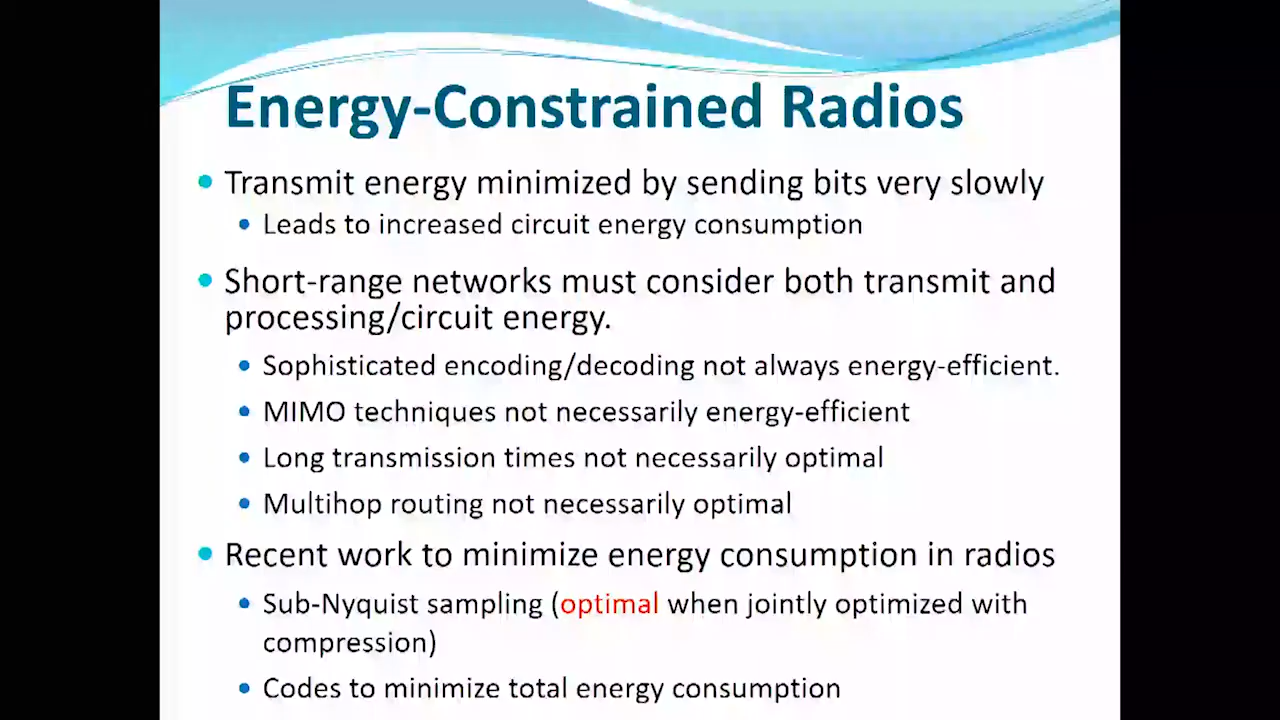 Energy-Constrained Radios
• Transmit energy minimized by sending bits very slowly
• Leads to increased circuit energy consumption
• Short-range networks must consider both transmit and
processing/circuit energy.
• Sophisticated encoding/decoding not always energy-efficient.
• MIMO techniques not necessarily energy-efficient
• Long transmission times not necessarily optimal
• Multihop routing not necessarily optimal
• Recent work to minimize energy consumption in radios
• Sub-Nyquist sampling (optimal when jointly optimized with
compression)
• Codes to minimize total energy consumption